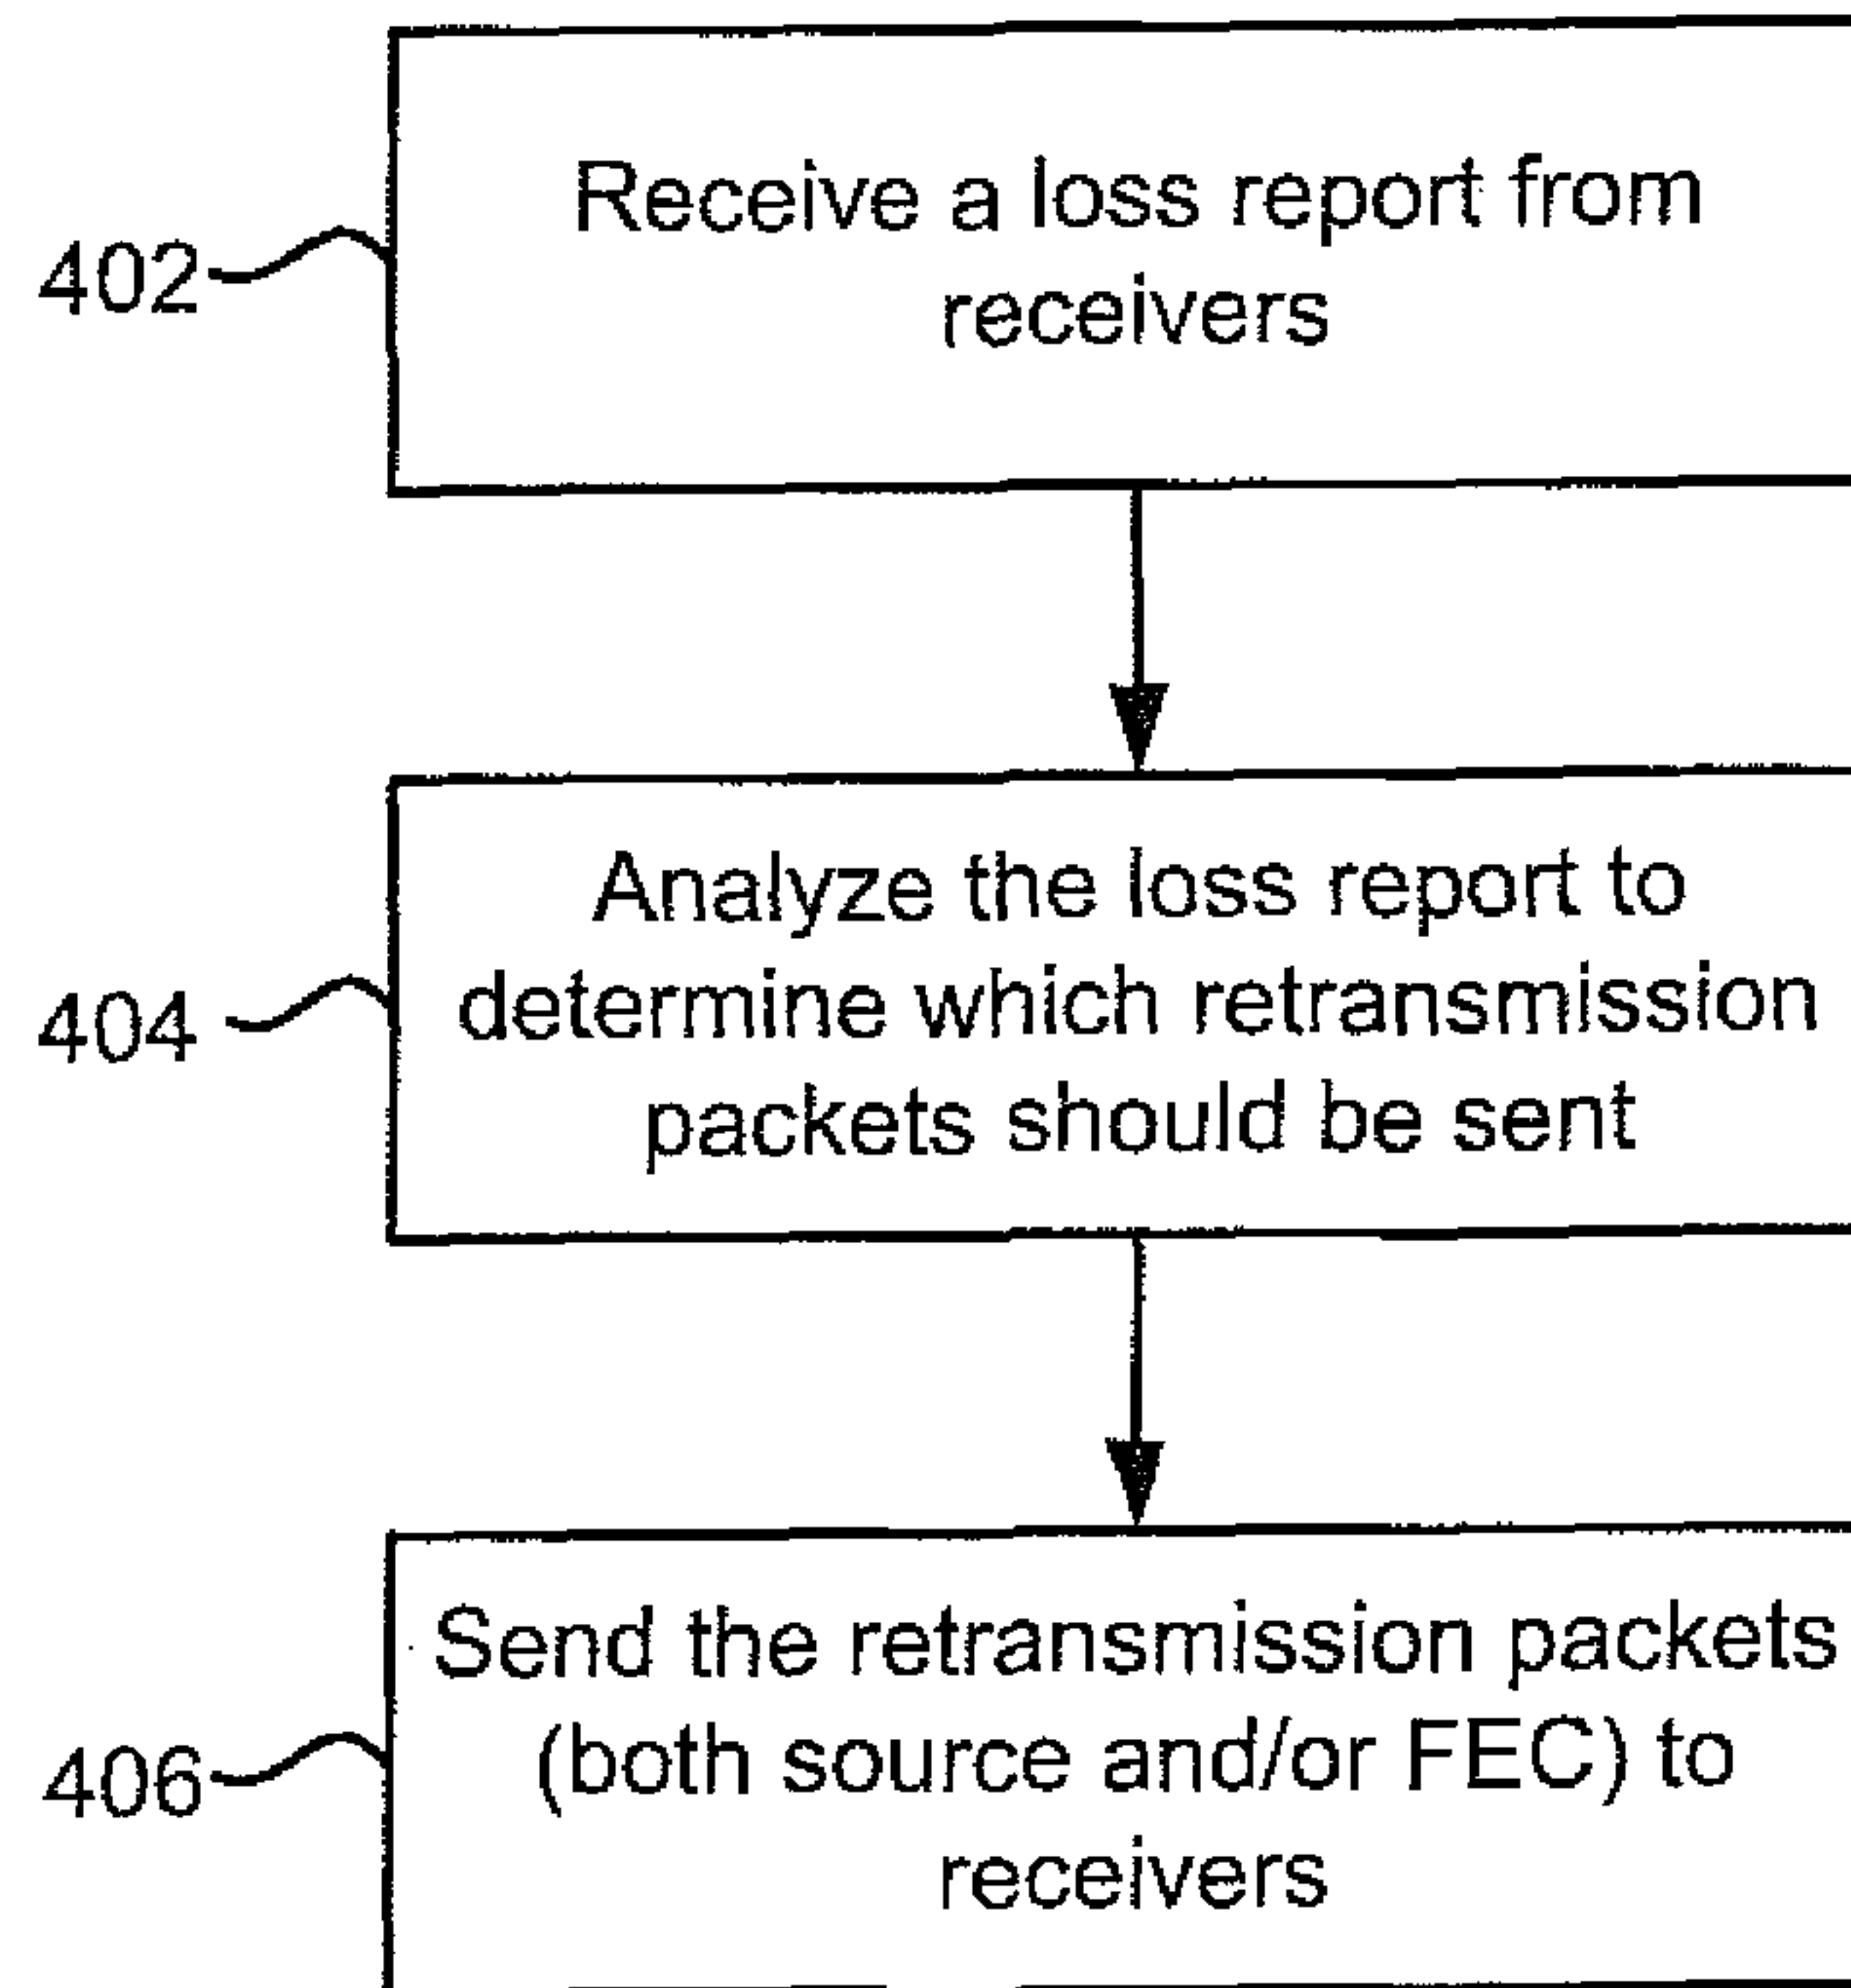 Receive a loss report from
receivers
402
Analyze the loss report to
determine which retransmission
packets should be sent
404
Send the retransmission packets
(both source and/or FEC) to
receivers
406